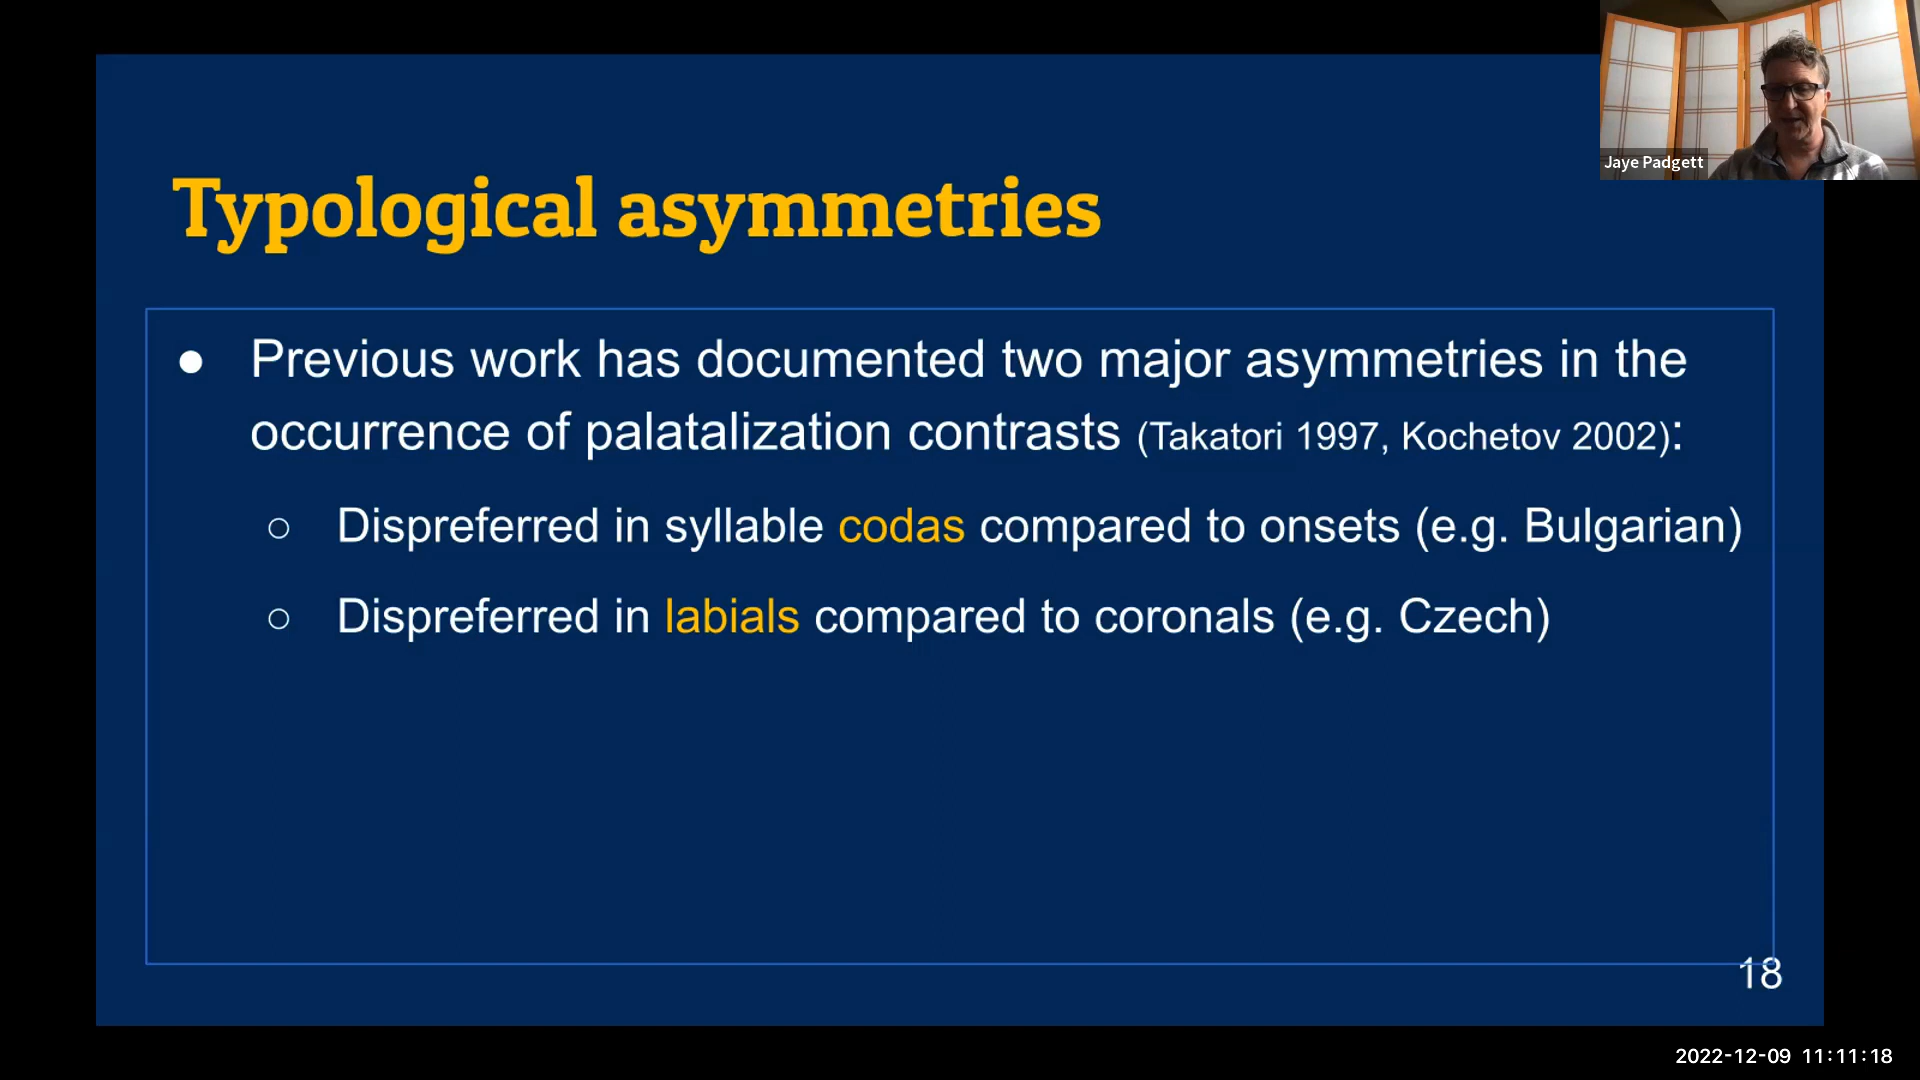 Jaye Padgett
Typological asymmetries
● Previous work has documented two major asymmetries in the
occurrence of palatalization contrasts (Takatori 1997, Kochetov 2002):
○ Dispreferred in syllable codas compared to onsets (e.g. Bulgarian)
○ Dispreferred in labials compared to coronals (e.g. Czech)
18
2022-12-09 11:11:18